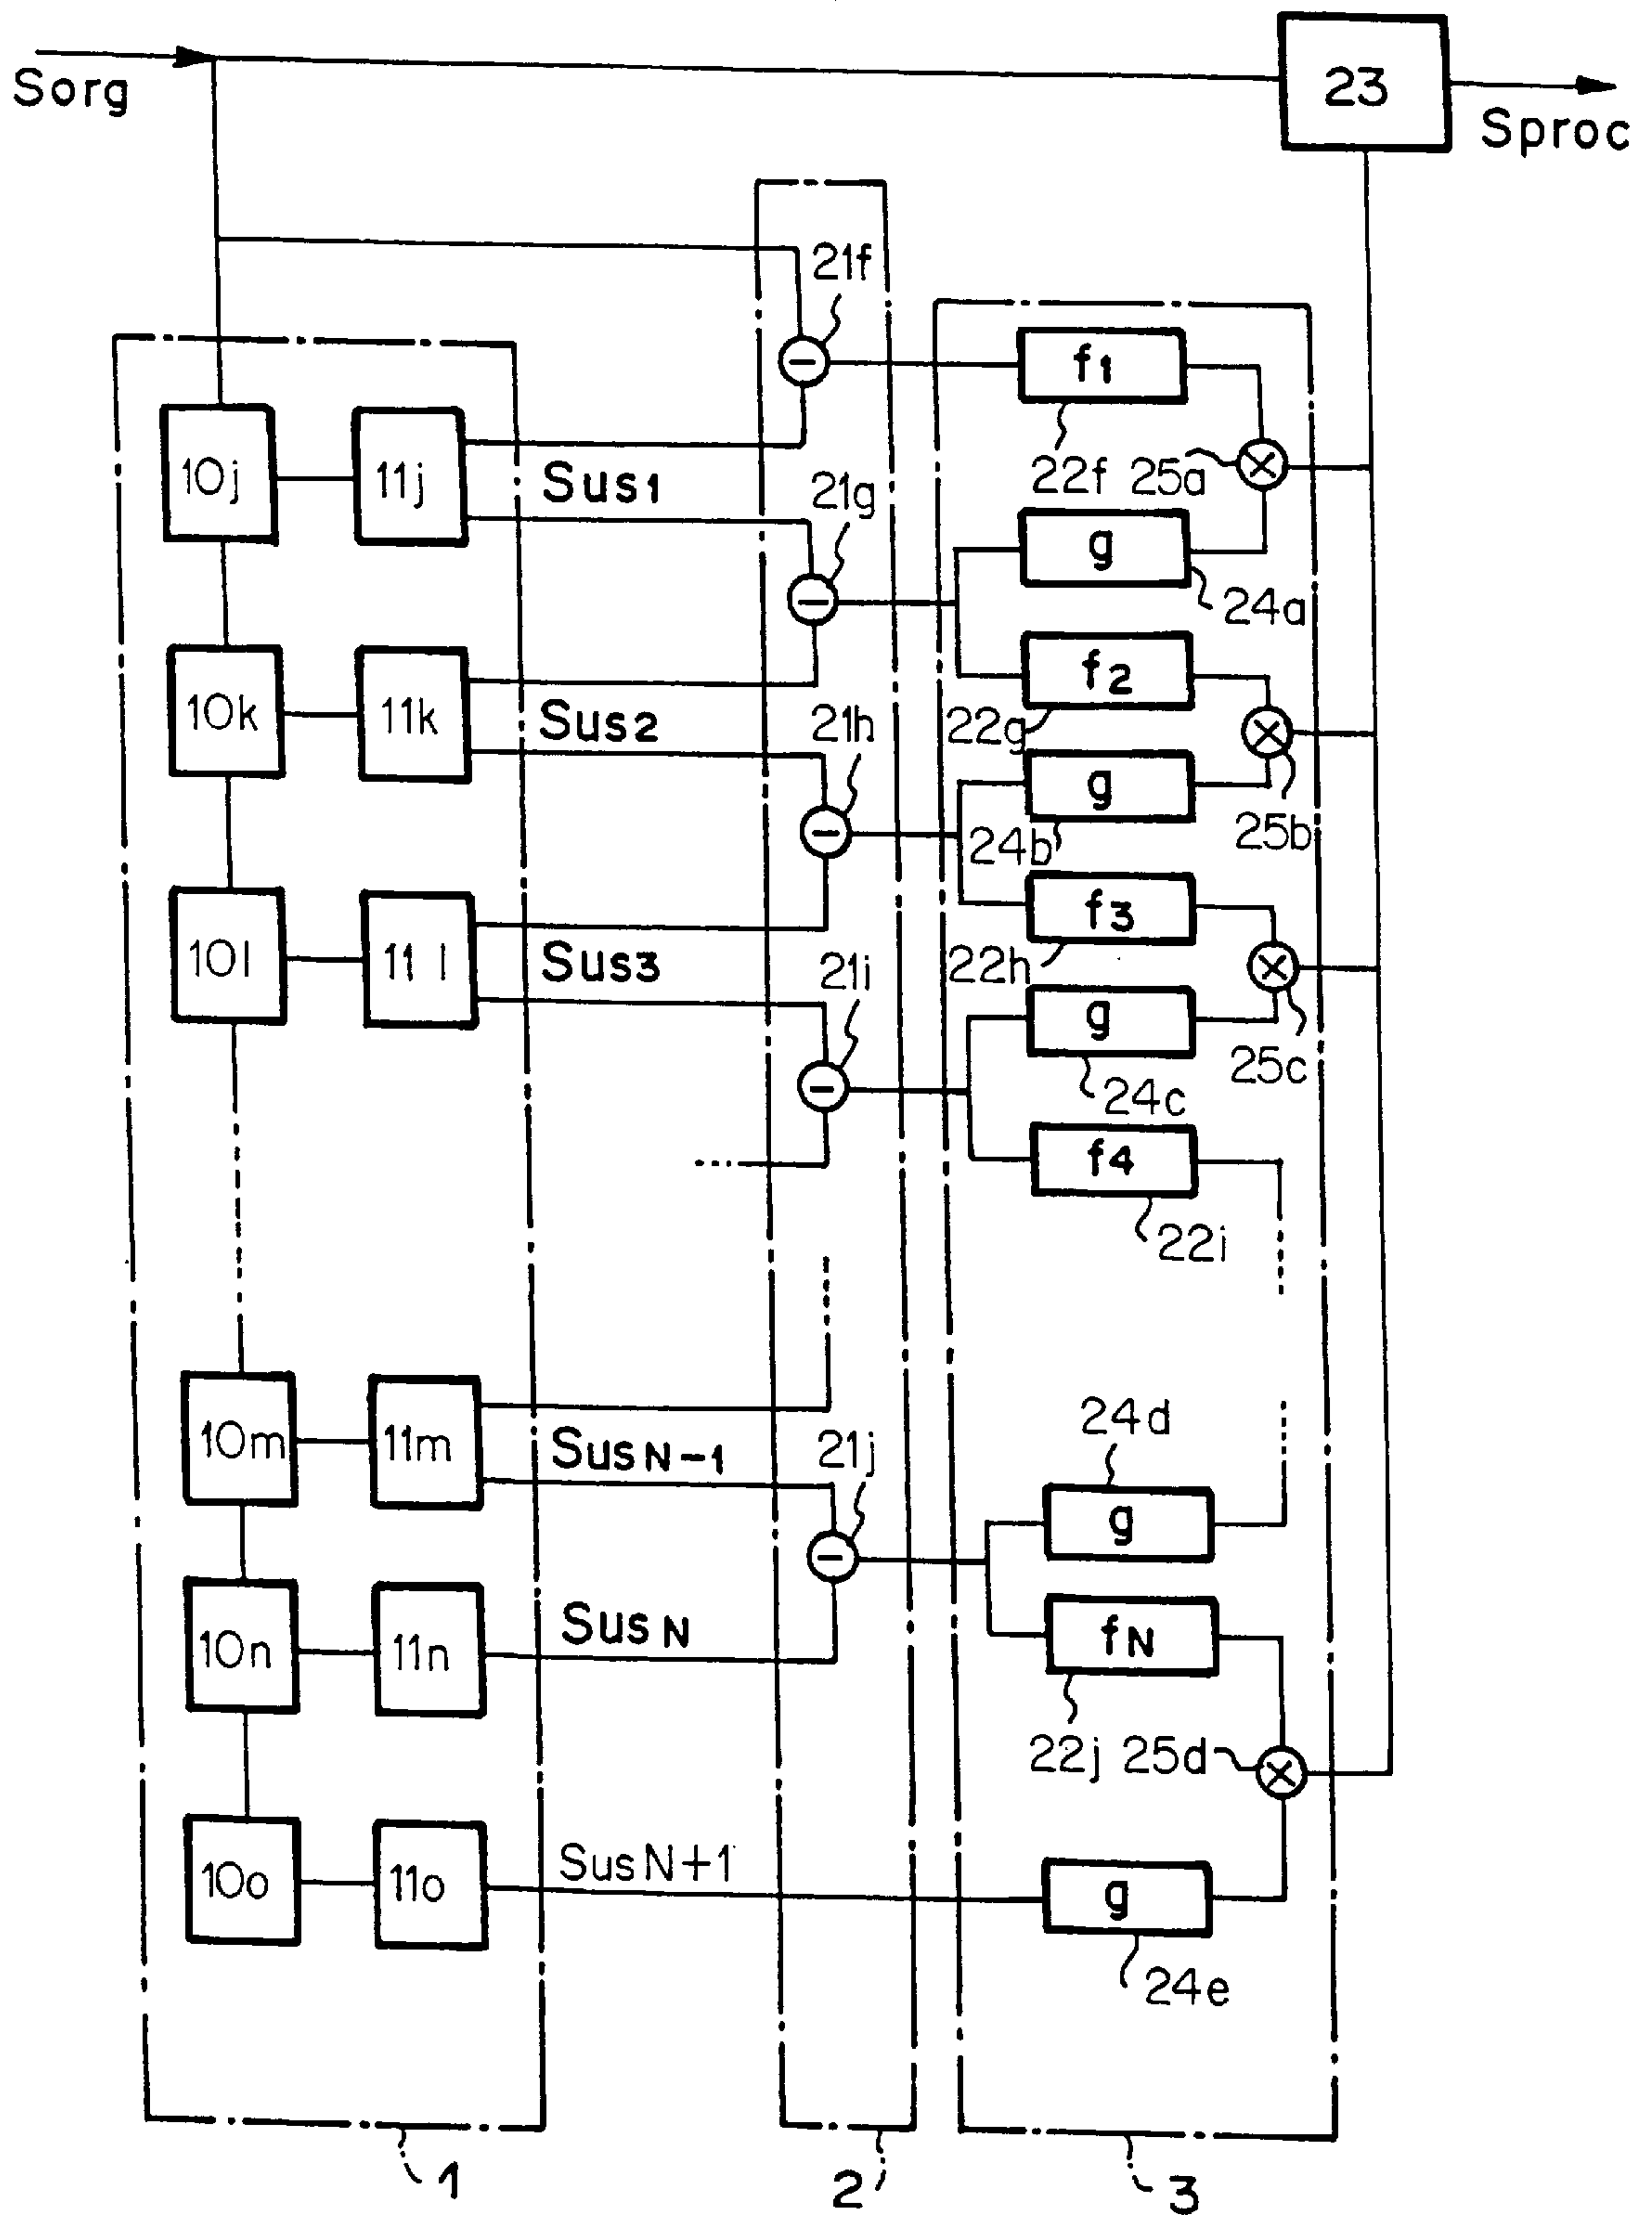 Sorg
23
Sproc
21f
f1
10j
11j
Sus1
22f
25a
21g
g
24a
10k
11k
Sus2
f2
22g
21h
g
24b
25b
10l
11l
Sus3
f3
22h
21i
g
24c
25c
f4
22i
10m
11m
SusN-1
21j
24d
g
10n
11n
SusN
fN
22j
25d
10o
11o
SusN+1
g
24e
1
2
3